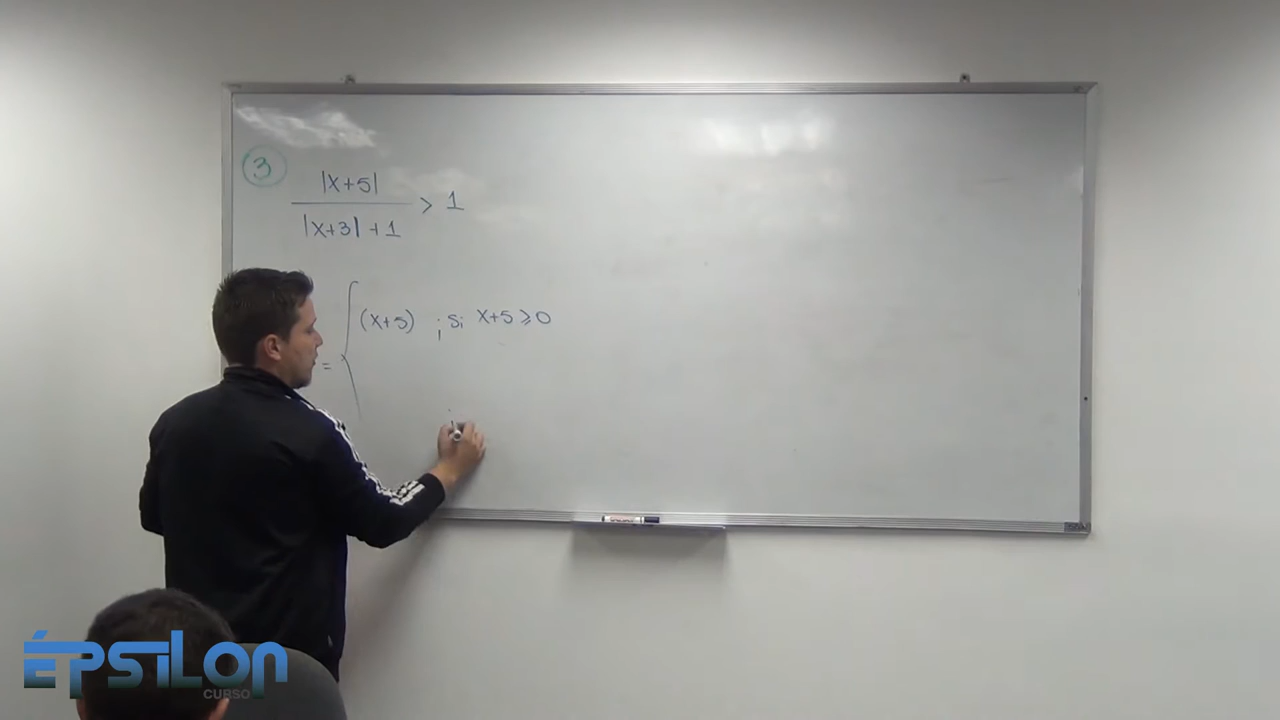 3
|x+5|
|x+3| + 1
> 1
= { (x+5) ; si x+5 ≥ 0
ÉPSILON
CURSO